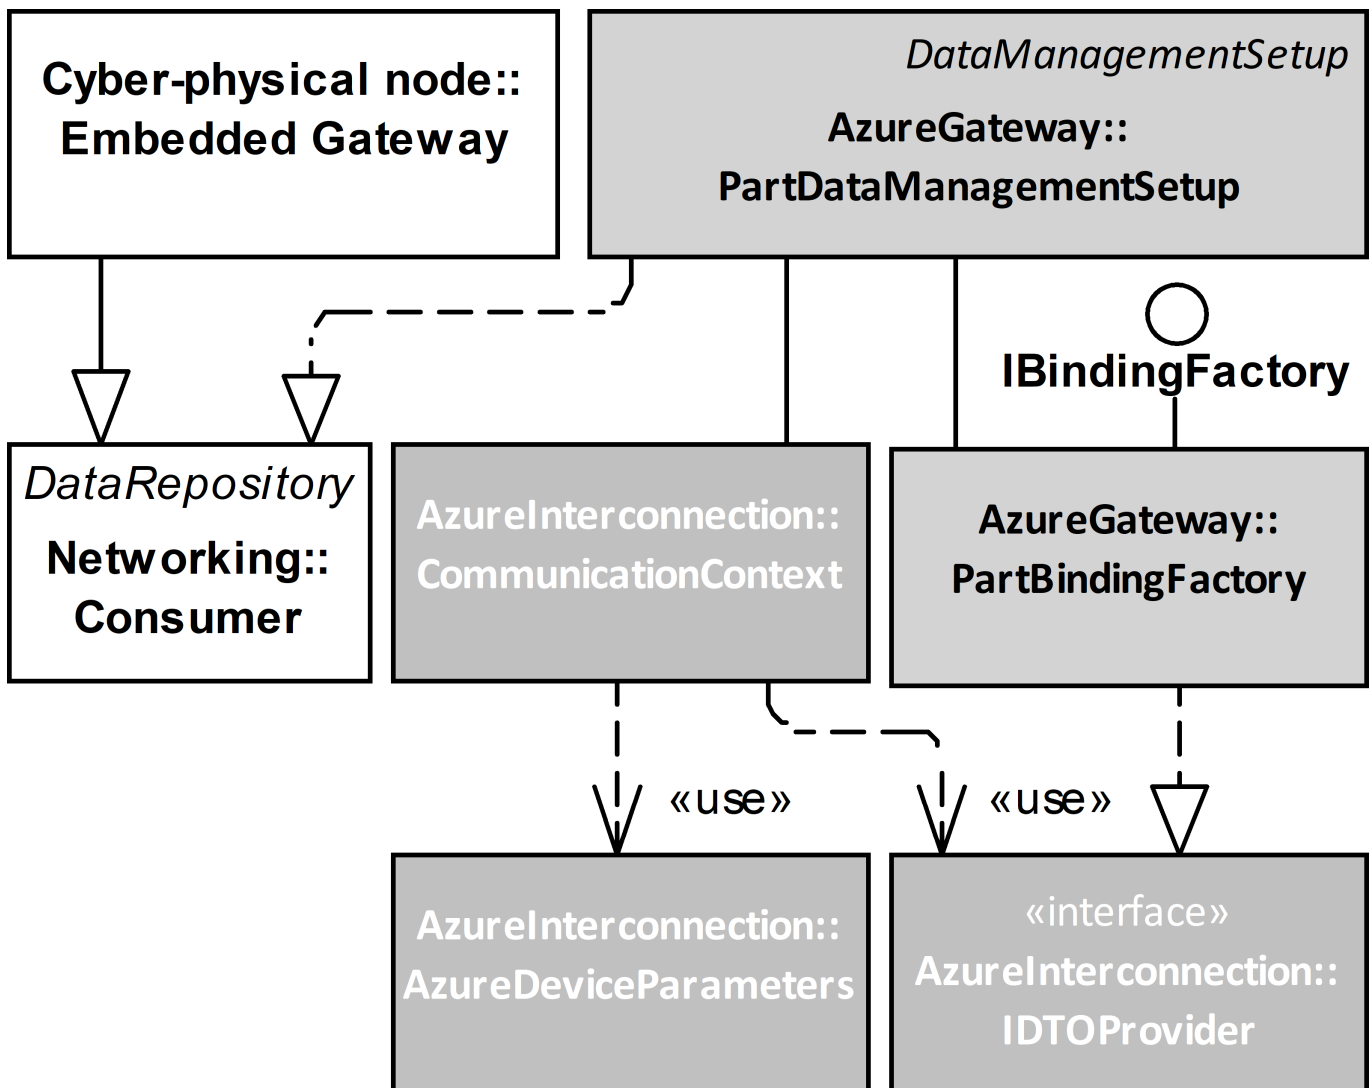 Cyber-physical node::
Embedded Gateway
DataManagementSetup
AzureGateway::
PartDataManagementSetup
IBindingFactory
DataRepository
Networking::
Consumer
AzureInterconnection::
CommunicationContext
AzureGateway::
PartBindingFactory
«use»
«use»
AzureInterconnection::
AzureDeviceParameters
«interface»
AzureInterconnection::
IDTOProvider